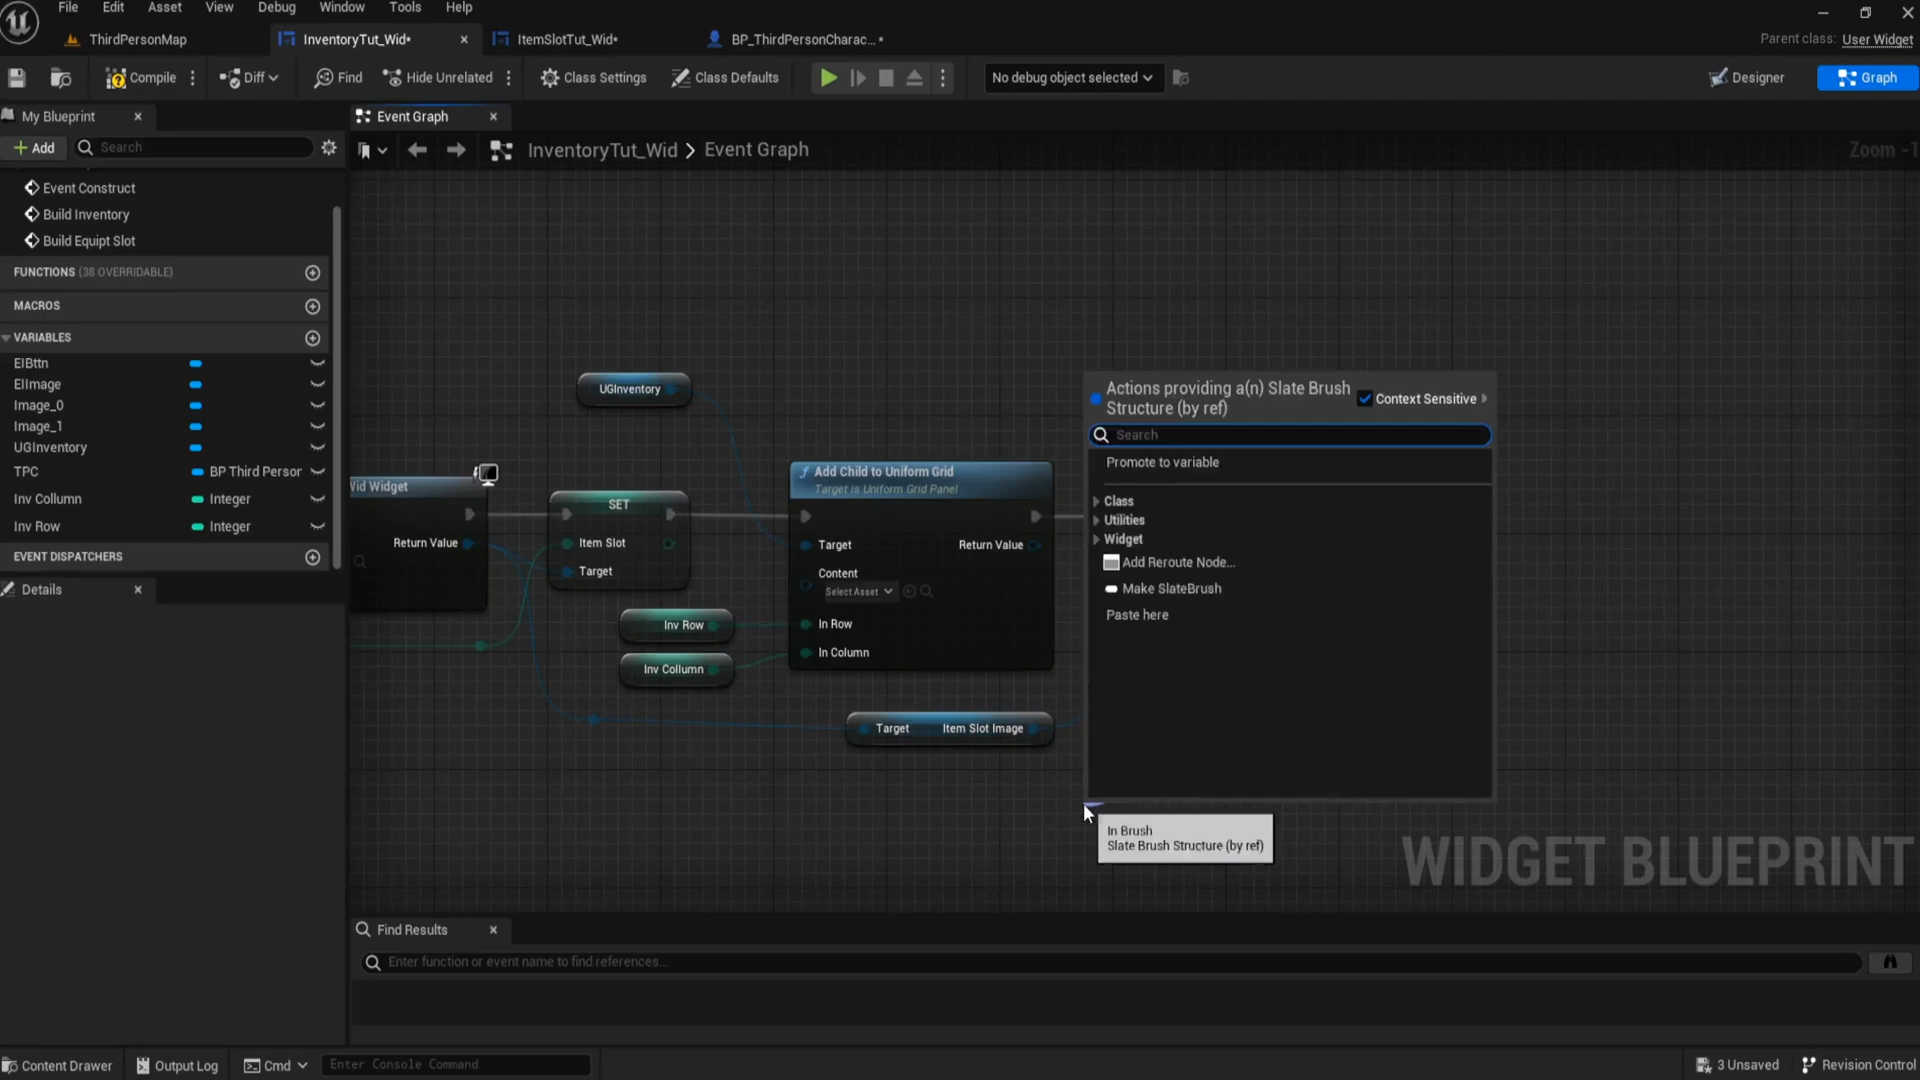 File Edit Asset View Debug Window Tools Help
ThirdPersonMap
InventoryTut_Wid*
ItemSlotTut_Wid*
BP_ThirdPersonCharac...*
Parent class: User Widget
Compile
Diff
Find
Hide Unrelated
Class Settings
Class Defaults
No debug object selected
Designer
Graph
My Blueprint
Event Graph
Add
Search
InventoryTut_Wid > Event Graph
Zoom -1
Event Construct
Build Inventory
Build Equipt Slot
FUNCTIONS (38 OVERRIDABLE)
MACROS
VARIABLES
EIBttn
EIImage
Image_0
Image_1
UGInventory
TPC BP Third Person
Inv Collumn Integer
Inv Row Integer
EVENT DISPATCHERS
Details
UGInventory
Vid Widget
Return Value
SET
Item Slot
Target
Inv Row
Inv Collumn
Add Child to Uniform Grid
Target is Uniform Grid Panel
Target
Return Value
Content
Select Asset
In Row
In Column
Target Item Slot Image
Actions providing a(n) Slate Brush
Structure (by ref)
Context Sensitive
Search
Promote to variable
Class
Utilities
Widget
Add Reroute Node...
Make SlateBrush
Paste here
In Brush
Slate Brush Structure (by ref)
WIDGET BLUEPRINT
Find Results
Enter function or event name to find references...
Content Drawer
Output Log
Cmd
Enter Console Command
3 Unsaved
Revision Control